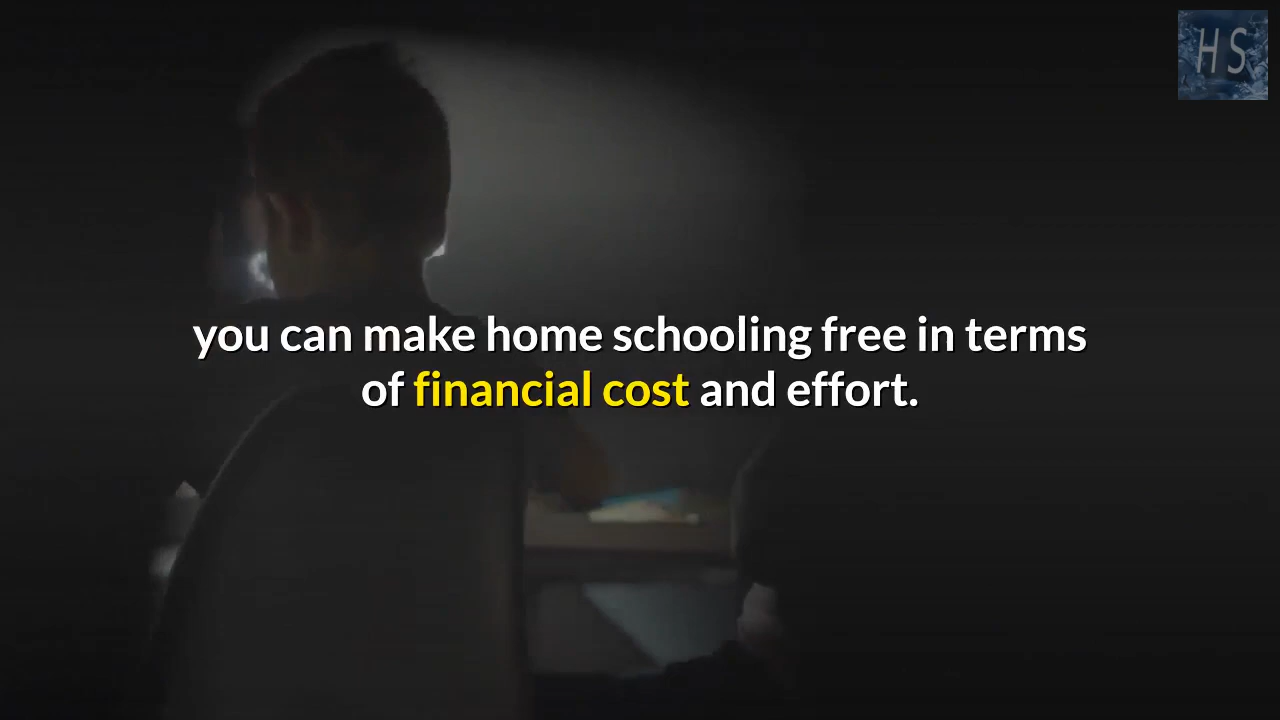 HS
you can make home schooling free in terms
of financial cost and effort.